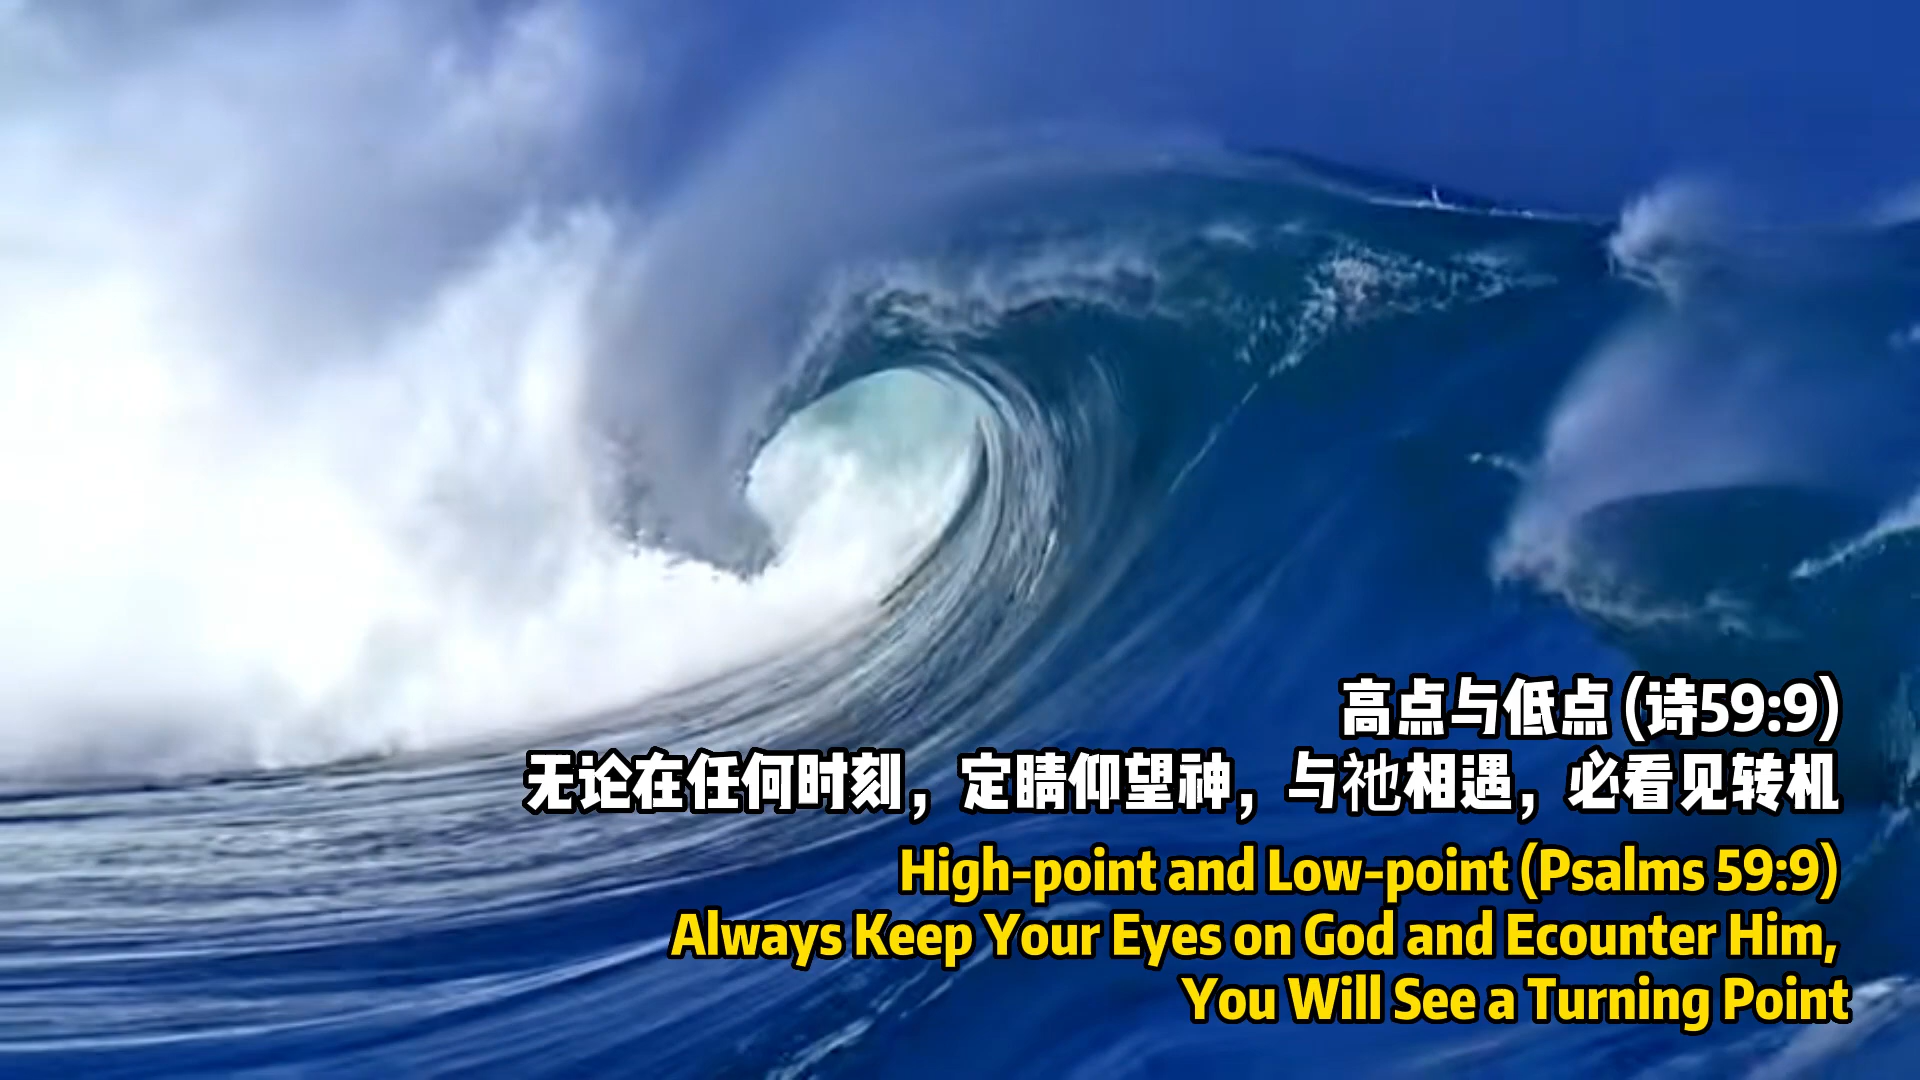 高点与低点 (诗59:9)
无论在任何时刻，定睛仰望神，与祂相遇，必看见转机
High-point and Low-point (Psalms 59:9)
Always Keep Your Eyes on God and Ecounter Him,
You Will See a Turning Point